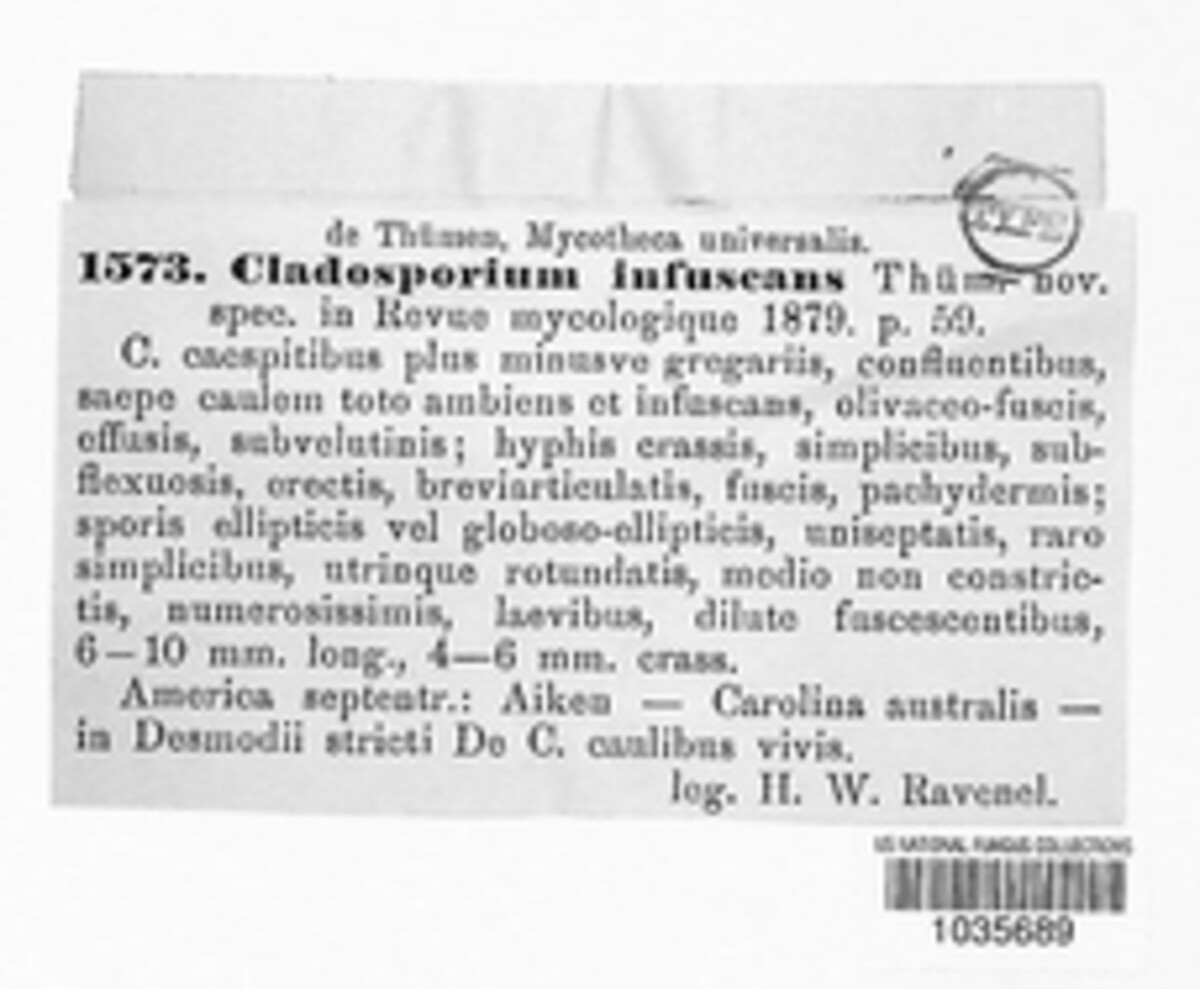 de Thümen, Mycotheca universalis.
TYPE
1573. Cladosporium infuscans Thüm. nov.
spec. in Revue mycologique 1879. p. 59.
C. caespitibus plus minusve gregariis, confluentibus,
saepe caulem toto ambiens et infuscans, olivaceo-fuscis,
effusis, subvelutinis; hyphis crassis, simplicibus, sub-
flexuosis, erectis, breviarticulatis, fuscis, pachydermis;
sporis ellipticis vel globoso-ellipticis, uniseptatis, raro
simplicibus, utrinque rotundatis, medio non constric-
tis, numerosissimis, laevibus, dilute fuscescentibus,
6—10 mm. long., 4—6 mm. crass.
America septentr.: Aiken — Carolina australis —
in Desmodii stricti De C. caulibus vivis.
leg. H. W. Ravenel.
US NATIONAL FUNGUS COLLECTIONS
1035689